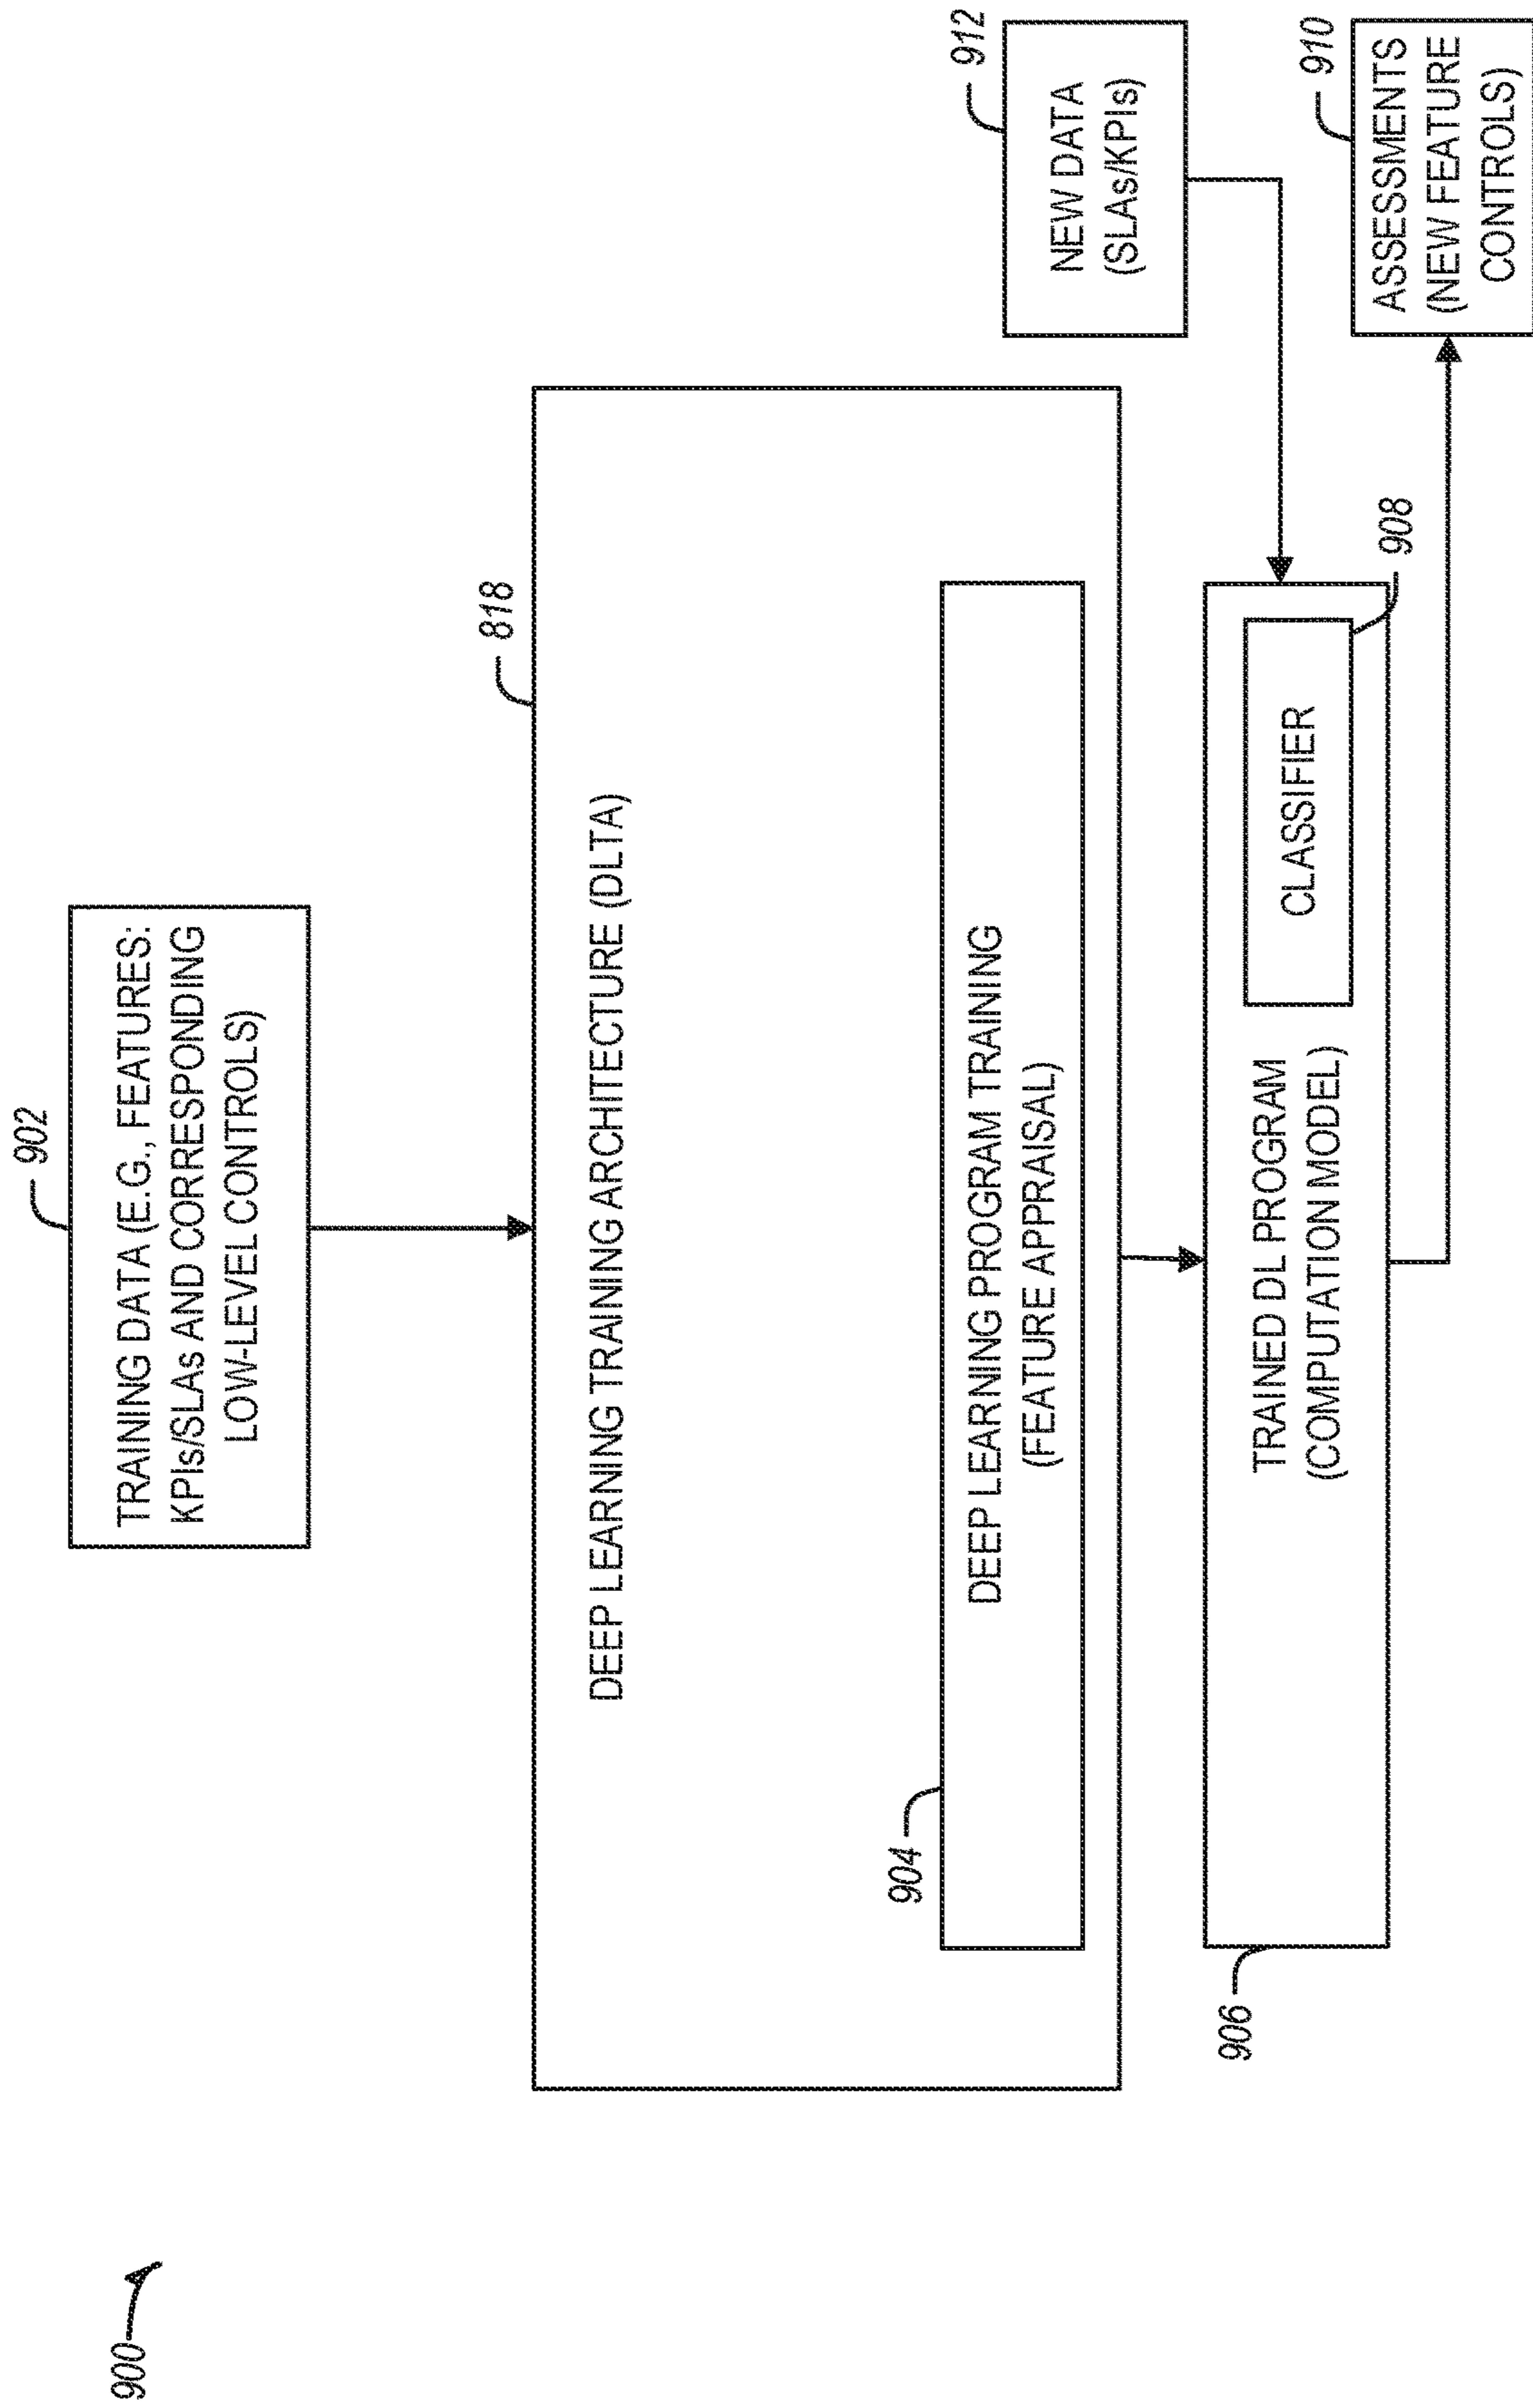 900
902
TRAINING DATA (E.G., FEATURES:
KPIs/SLAs AND CORRESPONDING
LOW-LEVEL CONTROLS)
818
DEEP LEARNING TRAINING ARCHITECTURE (DLTA)
904
DEEP LEARNING PROGRAM TRAINING
(FEATURE APPRAISAL)
912
NEW DATA
(SLAs/KPIs)
906
TRAINED DL PROGRAM
(COMPUTATION MODEL)
CLASSIFIER
908
910
ASSESSMENTS
(NEW FEATURE
CONTROLS)